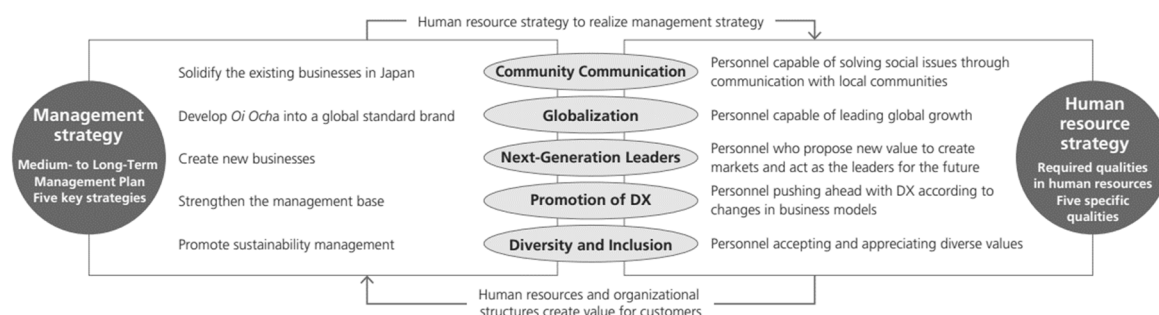 Human resource strategy to realize management strategy
Management
strategy
Medium- to Long-Term
Management Plan
Five key strategies
Solidify the existing businesses in Japan
Community Communication
Personnel capable of solving social issues through
communication with local communities
Develop Oi Ocha into a global standard brand
Globalization
Personnel capable of leading global growth
Create new businesses
Next-Generation Leaders
Personnel who propose new value to create
markets and act as the leaders for the future
Strengthen the management base
Promotion of DX
Personnel pushing ahead with DX according to
changes in business models
Promote sustainability management
Diversity and Inclusion
Personnel accepting and appreciating diverse values
Human
resource
strategy
Required qualities
in human resources
Five specific
qualities
Human resources and organizational
structures create value for customers